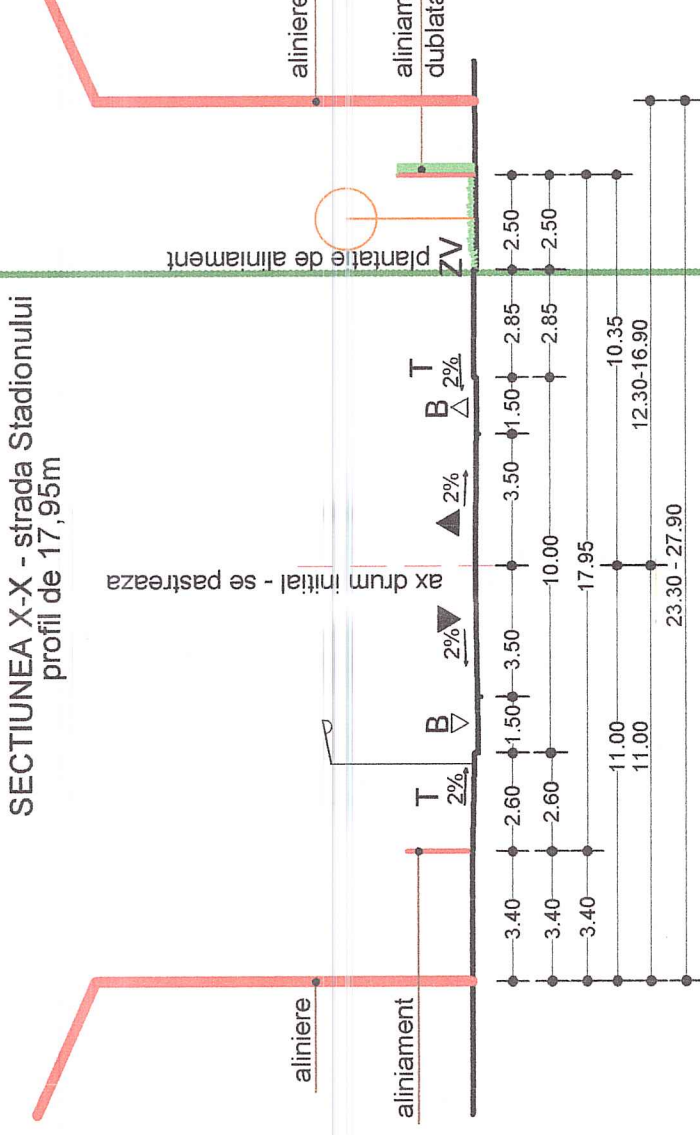 SECTIUNEA X-X - strada Stadionului
profil de 17,95m
aliniere
aliniere
aliniament
aliniam
dublata
ax drum initial - se pastreaza
plantatie de aliniament
T
2%
B
2%
2%
B
T
2%
ZV
3.40
2.60
1.50
3.50
3.50
1.50
2.85
2.50
3.40
2.60
10.00
2.85
2.50
3.40
17.95
11.00
10.35
11.00
12.30-16.90
23.30 - 27.90